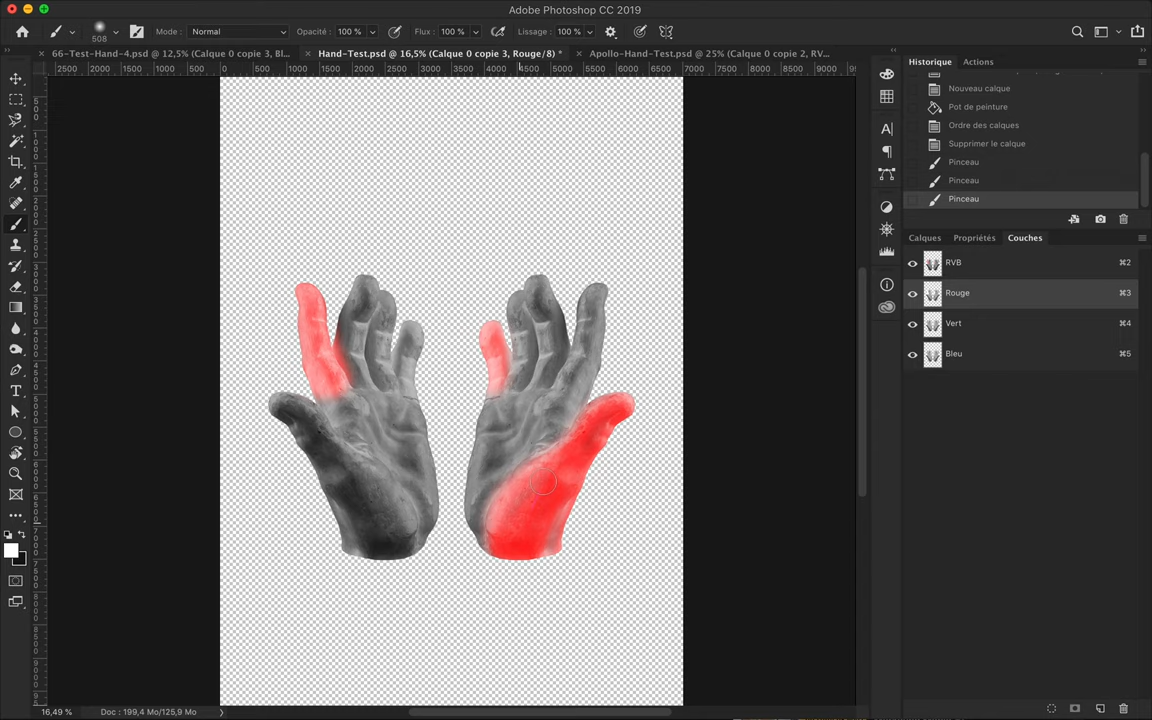 Adobe Photoshop CC 2019
508
Mode : Normal
Opacité : 100 %
Flux : 100 %
Lissage : 100 %
66-Test-Hand-4.psd @ 12,5% (Calque 0 copie 3, Bl...
Hand-Test.psd @ 16,5% (Calque 0 copie 3, Rouge/8) *
Apollo-Hand-Test.psd @ 25% (Calque 0 copie 2, RV...
2500 2000 1500 1000 500 0 500 1000 1500 2000 2500 3000 3500 4000 4500 5000 5500 6000 6500 7000 7500 8000 8500 9000
Historique
Actions
Nouveau calque
Pot de peinture
Ordre des calques
Supprimer le calque
Pinceau
Pinceau
Pinceau
Calques
Propriétés
Couches
RVB ⌘2
Rouge ⌘3
Vert ⌘4
Bleu ⌘5
16,49 %
Doc : 199,4 Mo/125,9 Mo